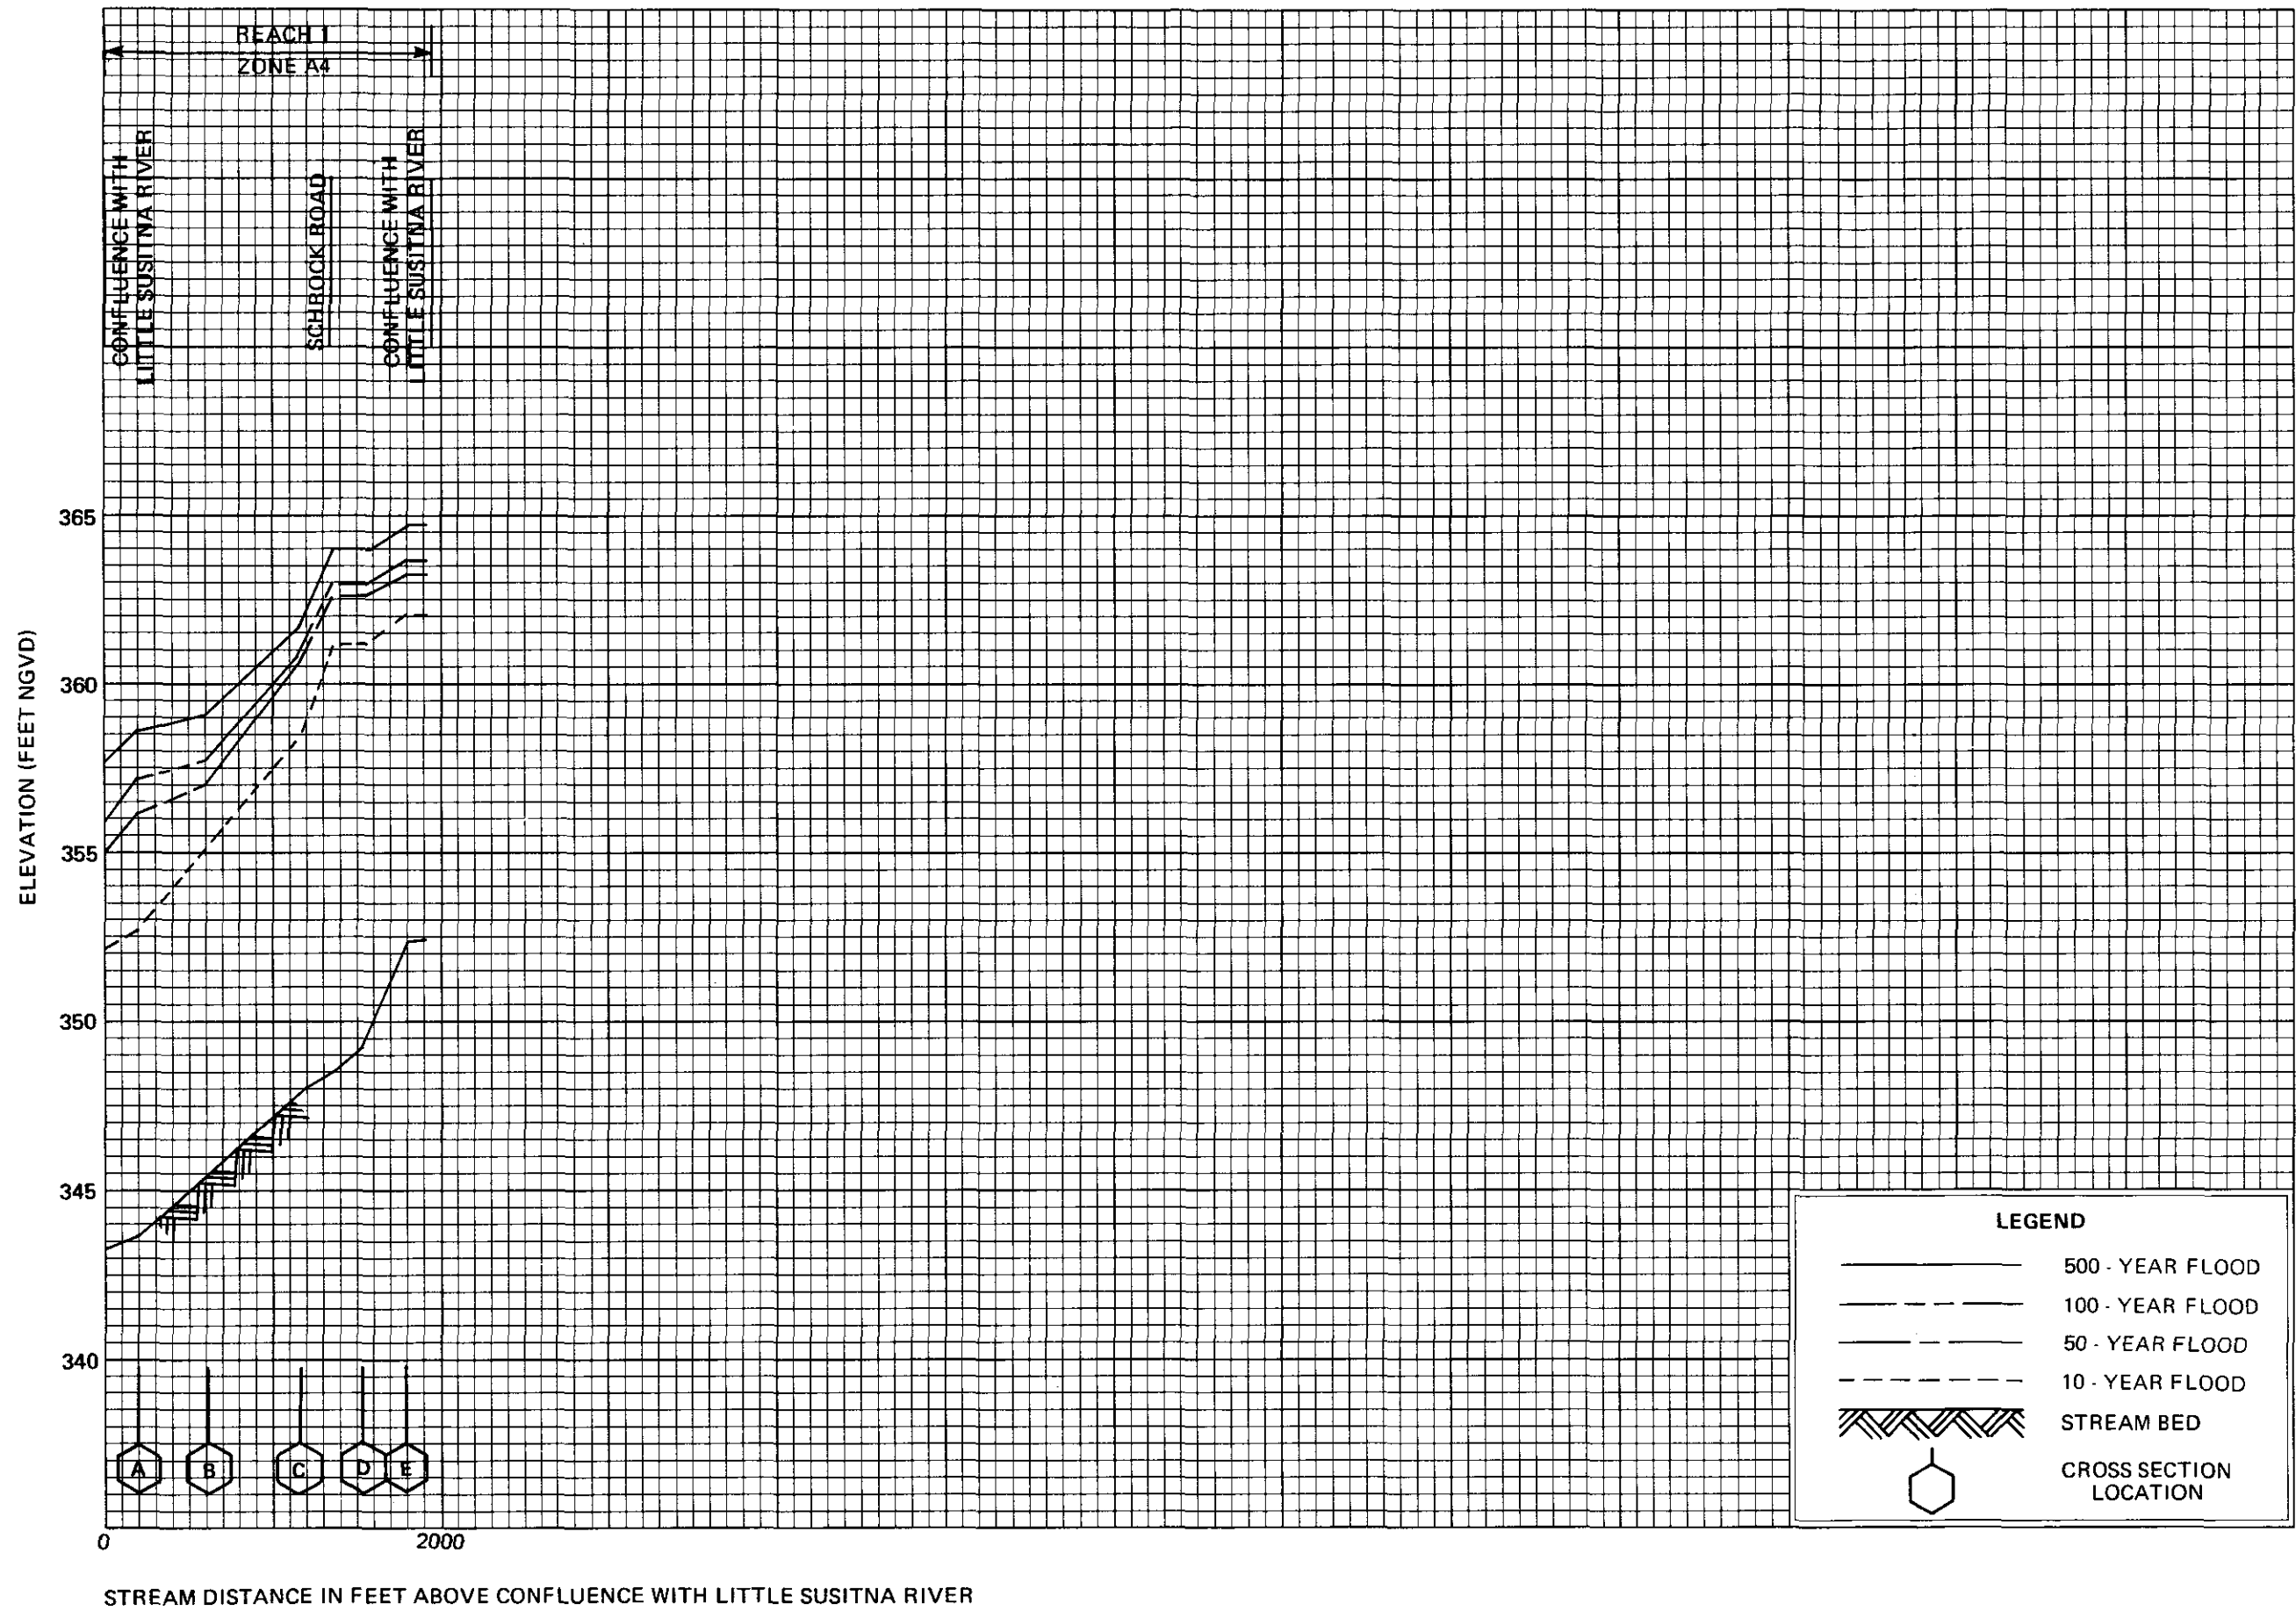 REACH 1
ZONE A4
CONFLUENCE WITH
LITTLE SUSITNA RIVER
SCHROCK ROAD
CONFLUENCE WITH
LITTLE SUSITNA RIVER
ELEVATION (FEET NGVD)
365
360
355
350
345
340
A
B
C
D
E
0
2000
STREAM DISTANCE IN FEET ABOVE CONFLUENCE WITH LITTLE SUSITNA RIVER
LEGEND
500 - YEAR FLOOD
100 - YEAR FLOOD
50 - YEAR FLOOD
10 - YEAR FLOOD
STREAM BED
CROSS SECTION
LOCATION